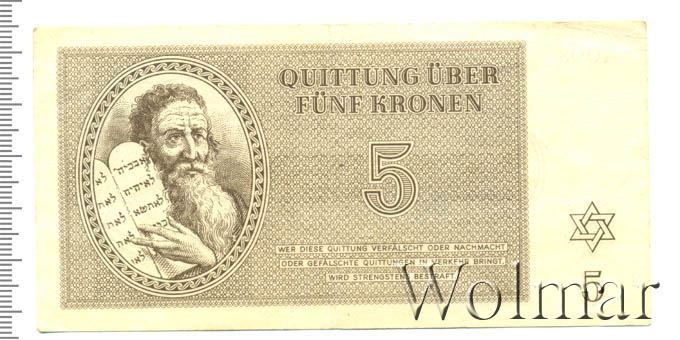 QUITTUNG ÜBER
FÜNF KRONEN
5
WER DIESE QUITTUNG VERFÄLSCHT ODER NACHMACHT
ODER GEFÄLSCHTE QUITTUNGEN IN VERKEHR BRINGT,
WIRD STRENGSTENS BESTRAFT
5
Wolmar